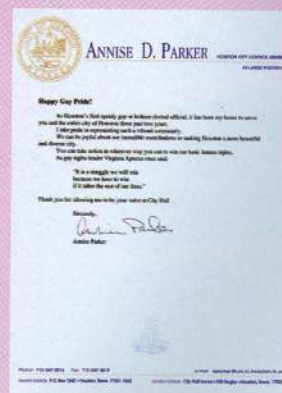 ANNISE D. PARKER
HOUSTON CITY COUNCIL MEMBER
AT-LARGE POSITION
Happy Gay Pride!
As Houston's first openly gay or lesbian elected official, it has been my honor to serve
you and the entire city of Houston these past two years.
I take pride in representing such a vibrant community.
We can be joyful about our incredible contributions to making Houston a more beautiful
and diverse city.
You can take action in whatever way you can to win our basic human rights.
As gay rights leader Virginia Apuzzo once said:
"It is a struggle we will win
because we have to win
if it takes the rest of our lives."
Thank you for allowing me to be your voice at City Hall.
Sincerely,
Annise Parker
Annise Parker